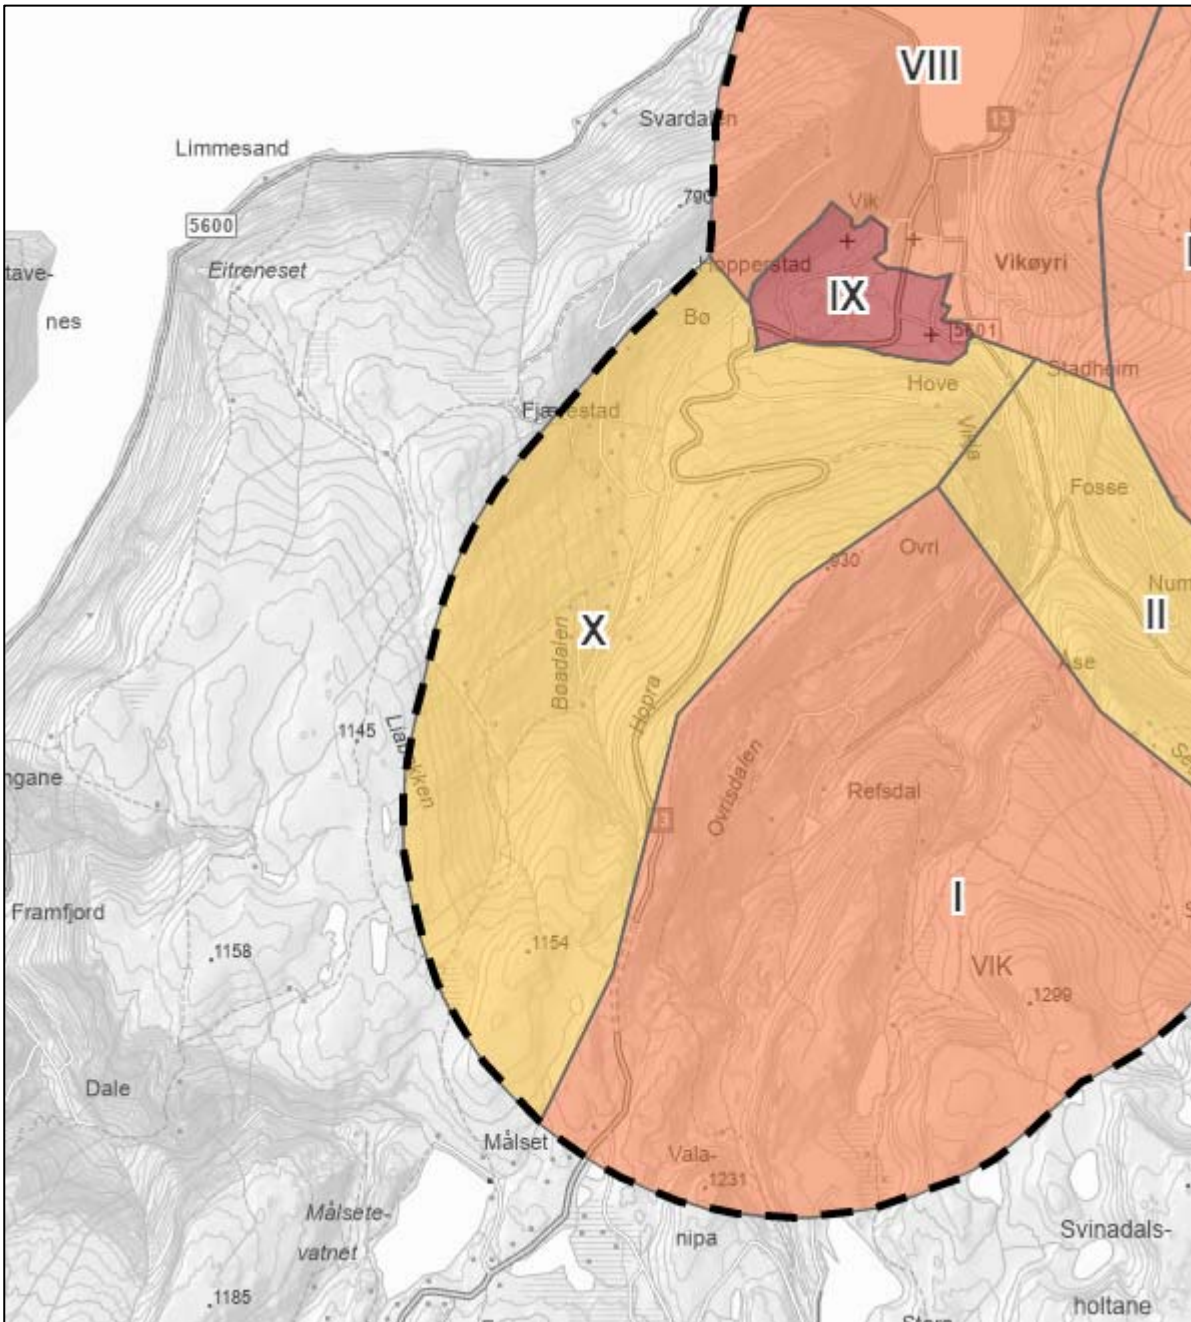 VIII
13
Svardalen
Limmesand
790
Vik
5600
Eitreneset
tave-
Hopperstad
Vikøyri
IX
nes
Bø
5601
Stadheim
Hove
Fjærestad
Vikja
Fosse
Ovri
930
Num
II
X
Bøadalen
Åse
Hopra
1145
Ovrisdalen
ngane
Refsdal
13
I
Framfjord
1154
1158
VIK
1299
Dale
Målset
Vala-
1231
Målsete-
vatnet
nipa
Svinadals-
1185
holtane